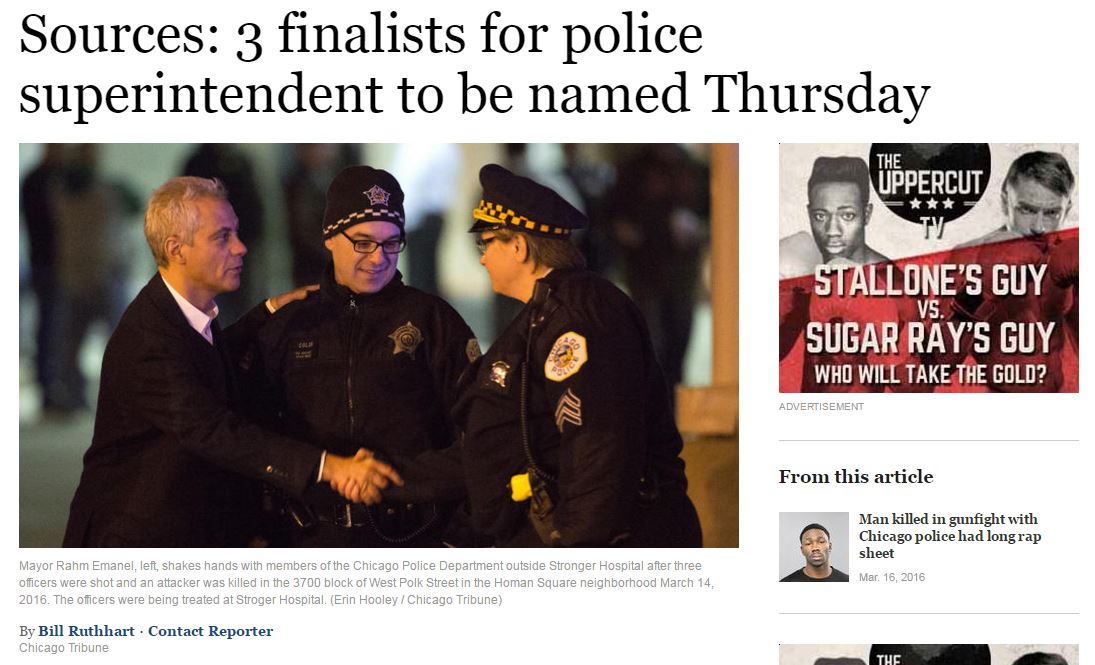 Sources: 3 finalists for police
superintendent to be named Thursday
CHICAGO
POLICE
THE
UPPERCUT
TV
STALLONE'S GUY
VS.
SUGAR RAY'S GUY
WHO WILL TAKE THE GOLD?
ADVERTISEMENT
From this article
Man killed in gunfight with
Chicago police had long rap
sheet
Mar. 16, 2016
Mayor Rahm Emanel, left, shakes hands with members of the Chicago Police Department outside Stronger Hospital after three
officers were shot and an attacker was killed in the 3700 block of West Polk Street in the Homan Square neighborhood March 14,
2016. The officers were being treated at Stroger Hospital. (Erin Hooley / Chicago Tribune)
By Bill Ruthhart · Contact Reporter
Chicago Tribune
THE